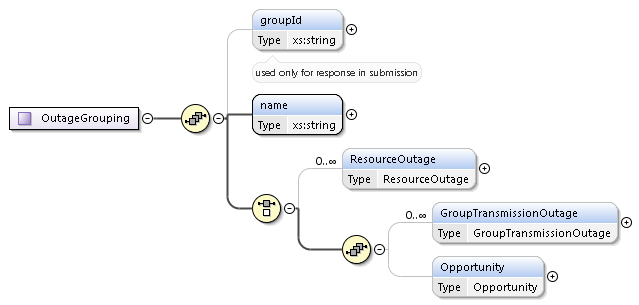 groupId
Type xs:string
used only for response in submission
OutageGrouping
name
Type xs:string
0..∞
ResourceOutage
Type ResourceOutage
0..∞
GroupTransmissionOutage
Type GroupTransmissionOutage
Opportunity
Type Opportunity